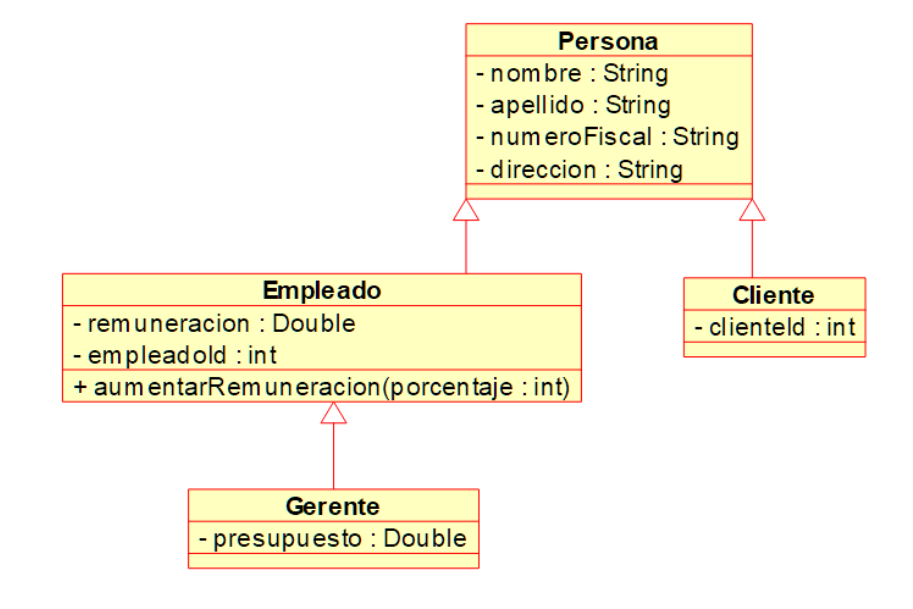 Persona
- nombre : String
- apellido : String
- numeroFiscal : String
- direccion : String
Empleado
- remuneracion : Double
- empleadoId : int
+ aumentarRemuneracion(porcentaje : int)
Cliente
- clienteId : int
Gerente
- presupuesto : Double